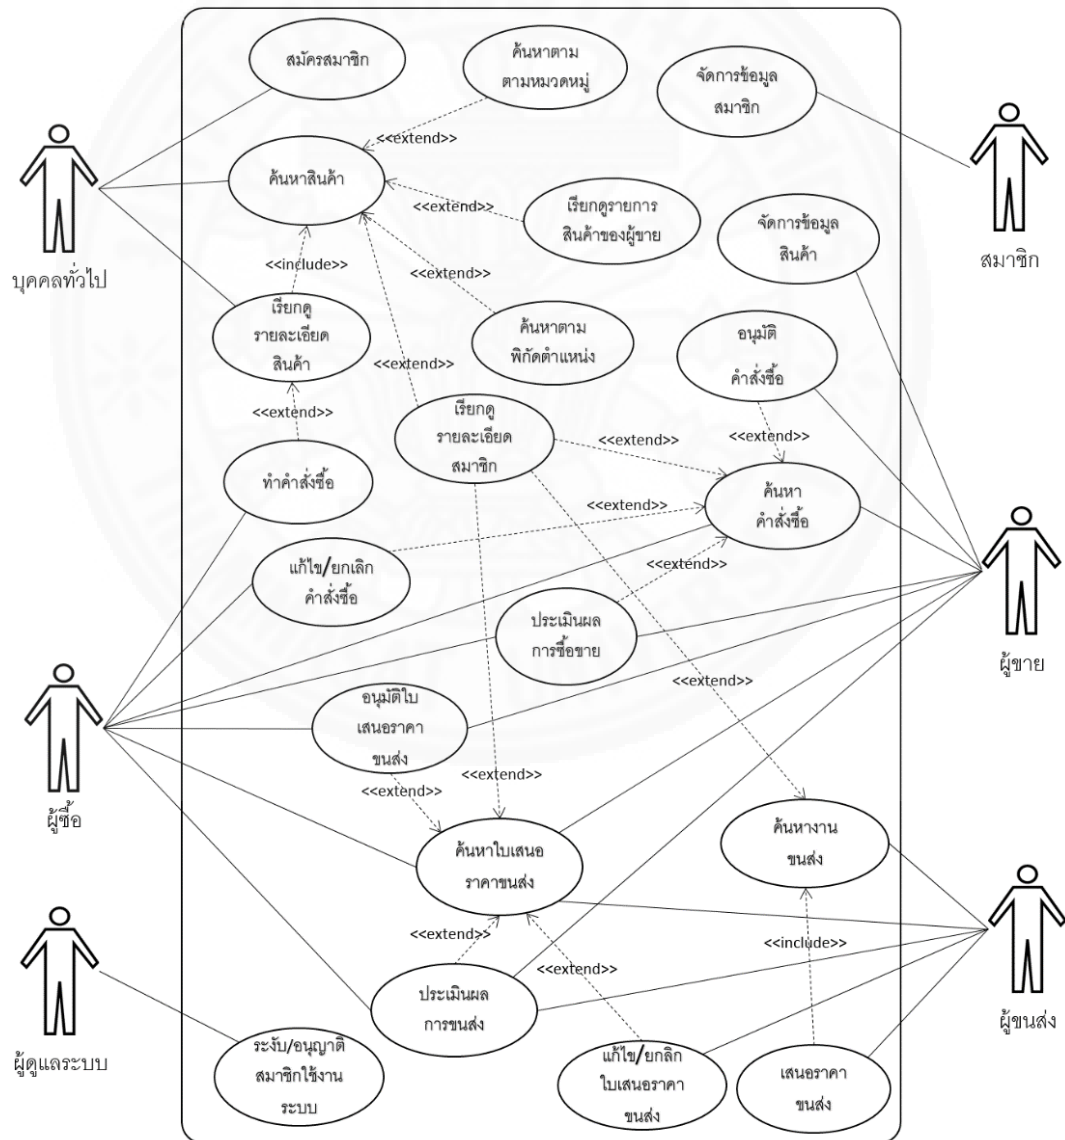 สมัครสมาชิก
ค้นหาตาม
ตามหมวดหมู่
จัดการข้อมูล
สมาชิก
<<extend>>
ค้นหาสินค้า
<<extend>>
เรียกดูรายการ
สินค้าของผู้ขาย
จัดการข้อมูล
สินค้า
สมาชิก
บุคคลทั่วไป
<<include>>
<<extend>>
เรียกดู
รายละเอียด
สินค้า
ค้นหาตาม
พิกัดตำแหน่ง
อนุมัติ
คำสั่งซื้อ
<<extend>>
<<extend>>
เรียกดู
รายละเอียด
สมาชิก
<<extend>>
<<extend>>
ทำคำสั่งซื้อ
ค้นหา
คำสั่งซื้อ
<<extend>>
แก้ไข/ยกเลิก
คำสั่งซื้อ
<<extend>>
ประเมินผล
การซื้อขาย
ผู้ขาย
<<extend>>
อนุมัติใบ
เสนอราคา
ขนส่ง
<<extend>>
<<extend>>
ผู้ซื้อ
ค้นหาใบเสนอ
ราคาขนส่ง
ค้นหางาน
ขนส่ง
<<extend>>
<<include>>
<<extend>>
ประเมินผล
การขนส่ง
ผู้ขนส่ง
ผู้ดูแลระบบ
ระงับ/อนุญาติ
สมาชิกใช้งาน
ระบบ
แก้ไข/ยกลิก
ใบเสนอราคา
ขนส่ง
เสนอราคา
ขนส่ง